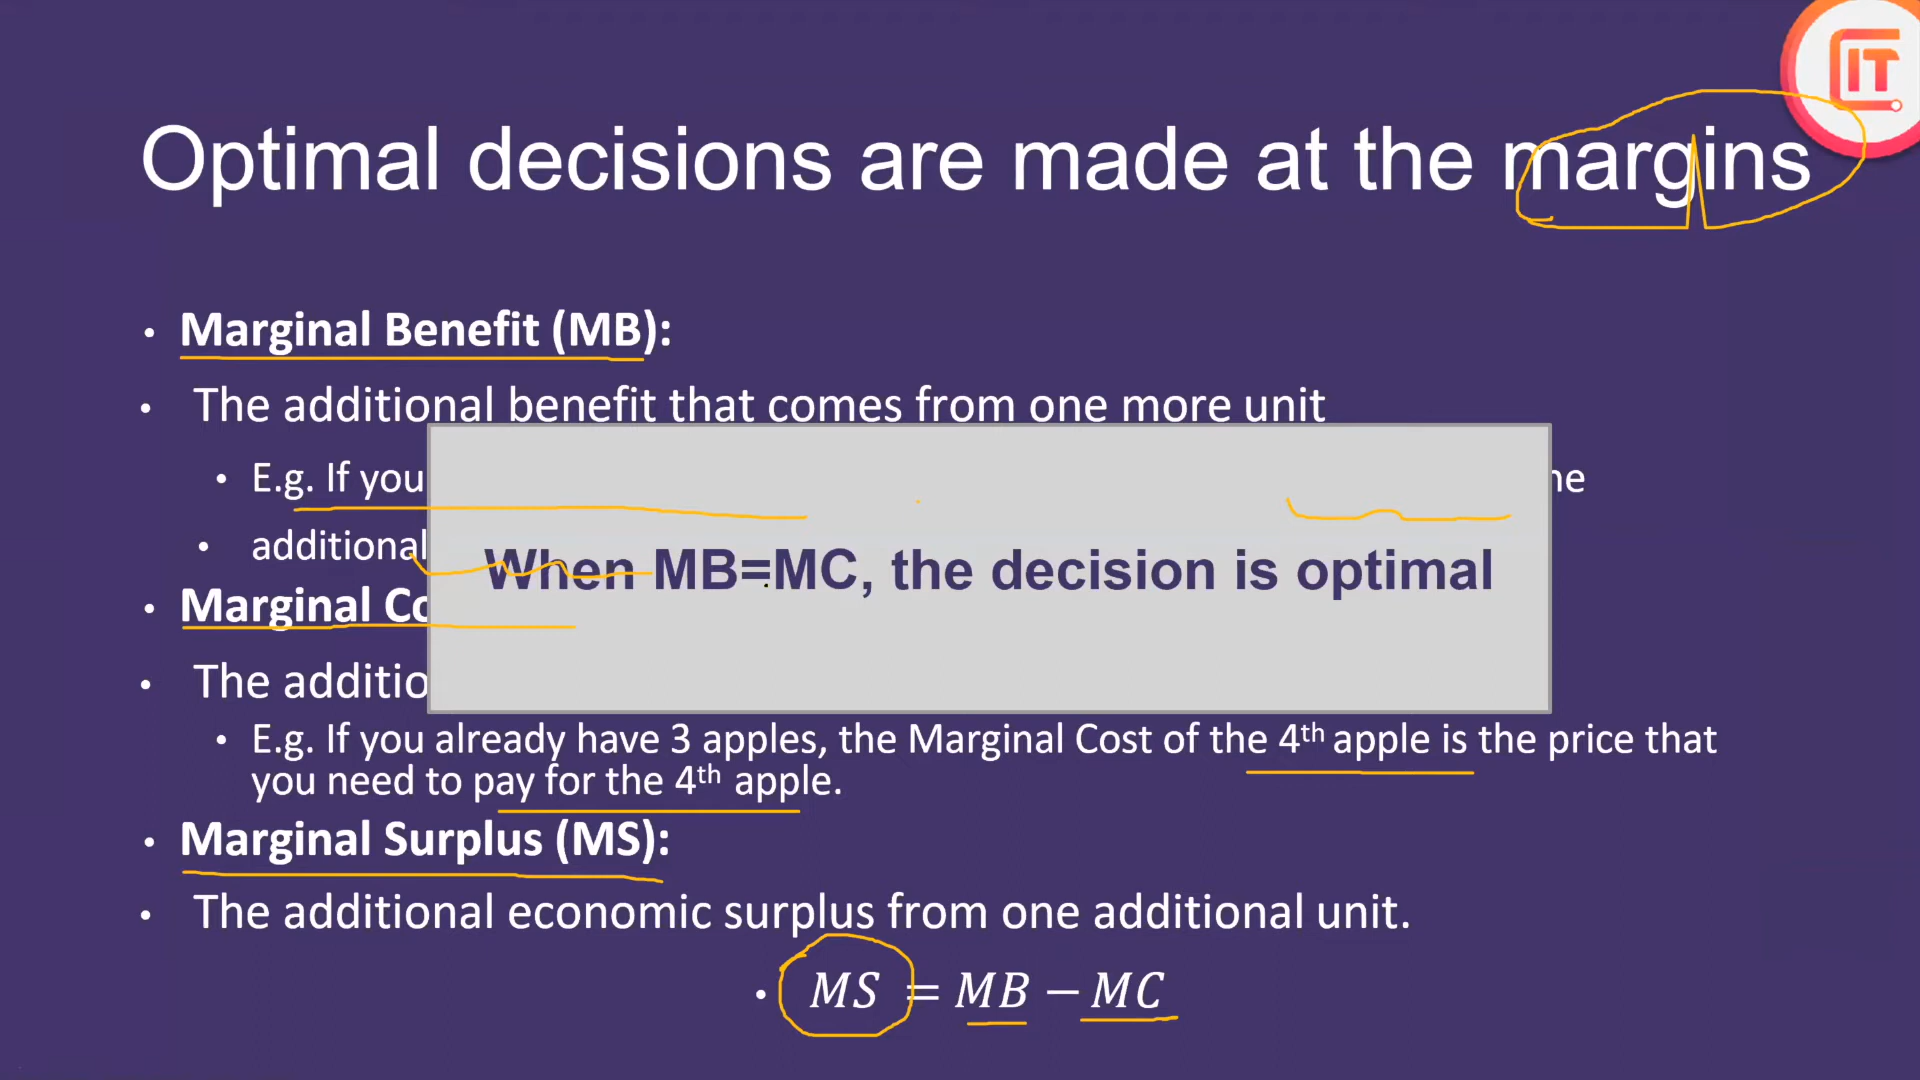 IT
Optimal decisions are made at the margins
• Marginal Benefit (MB):
• The additional benefit that comes from one more unit
• E.g. If you
• additional
When MB=MC, the decision is optimal
• Marginal Co
• The additio
• E.g. If you already have 3 apples, the Marginal Cost of the 4th apple is the price that
you need to pay for the 4th apple.
• Marginal Surplus (MS):
• The additional economic surplus from one additional unit.
• MS = MB − MC